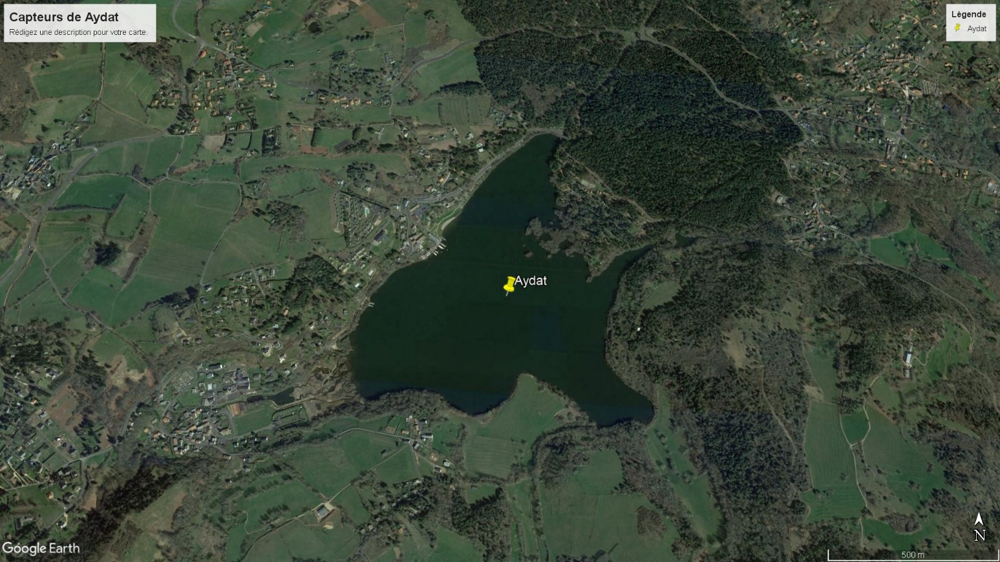 Capteurs de Aydat
Rédigez une description pour votre carte.
Légende
Aydat
Aydat
N
Google Earth
500 m